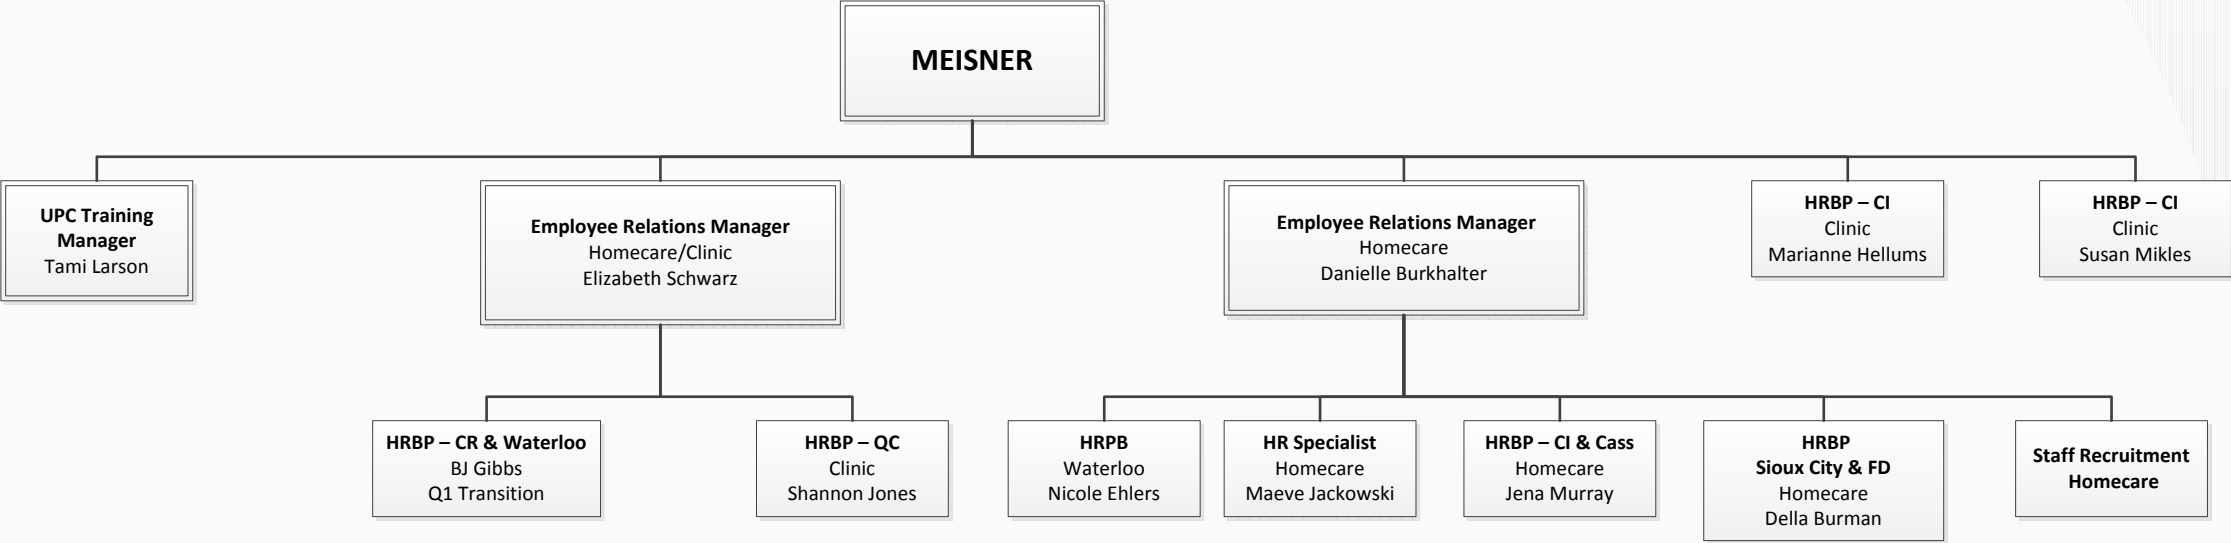 MEISNER
UPC Training
Manager
Tami Larson
Employee Relations Manager
Homecare/Clinic
Elizabeth Schwarz
Employee Relations Manager
Homecare
Danielle Burkhalter
HRBP – CI
Clinic
Marianne Hellums
HRBP – CI
Clinic
Susan Mikles
HRBP – CR & Waterloo
BJ Gibbs
Q1 Transition
HRBP – QC
Clinic
Shannon Jones
HRPB
Waterloo
Nicole Ehlers
HR Specialist
Homecare
Maeve Jackowski
HRBP – CI & Cass
Homecare
Jena Murray
HRBP
Sioux City & FD
Homecare
Della Burman
Staff Recruitment
Homecare